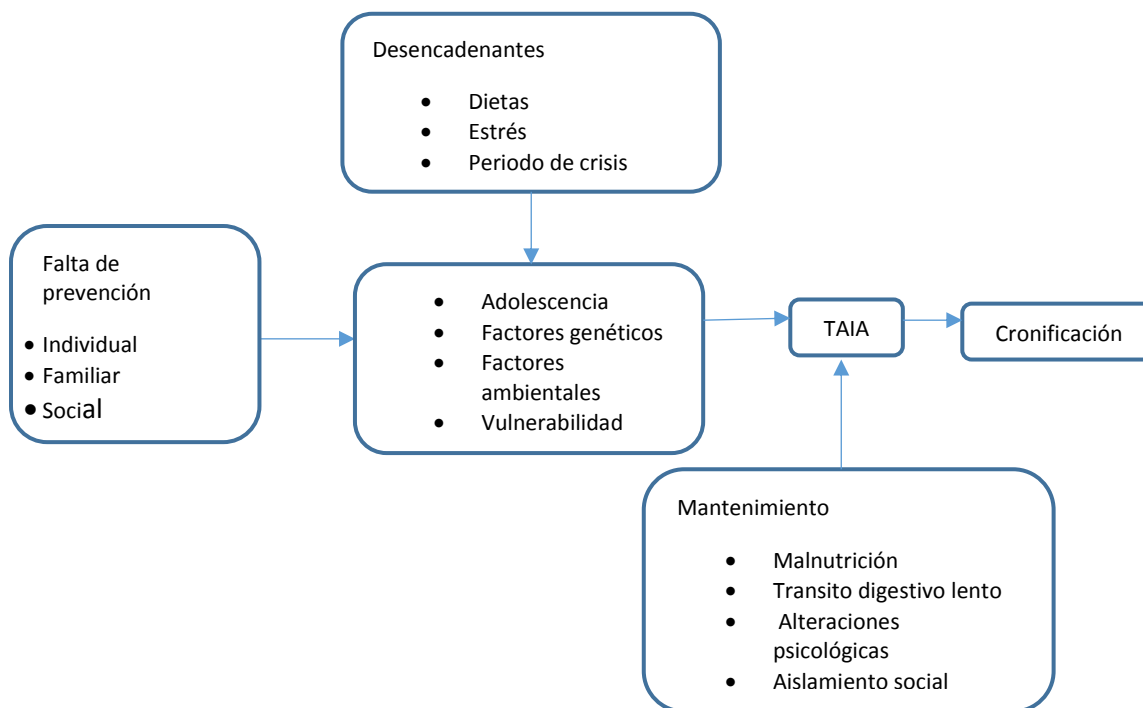 Desencadenantes
• Dietas
• Estrés
• Periodo de crisis
Falta de
prevención
• Individual
• Familiar
• Social
• Adolescencia
• Factores genéticos
• Factores
ambientales
• Vulnerabilidad
TAIA
Cronificación
Mantenimiento
• Malnutrición
• Transito digestivo lento
• Alteraciones
psicológicas
• Aislamiento social